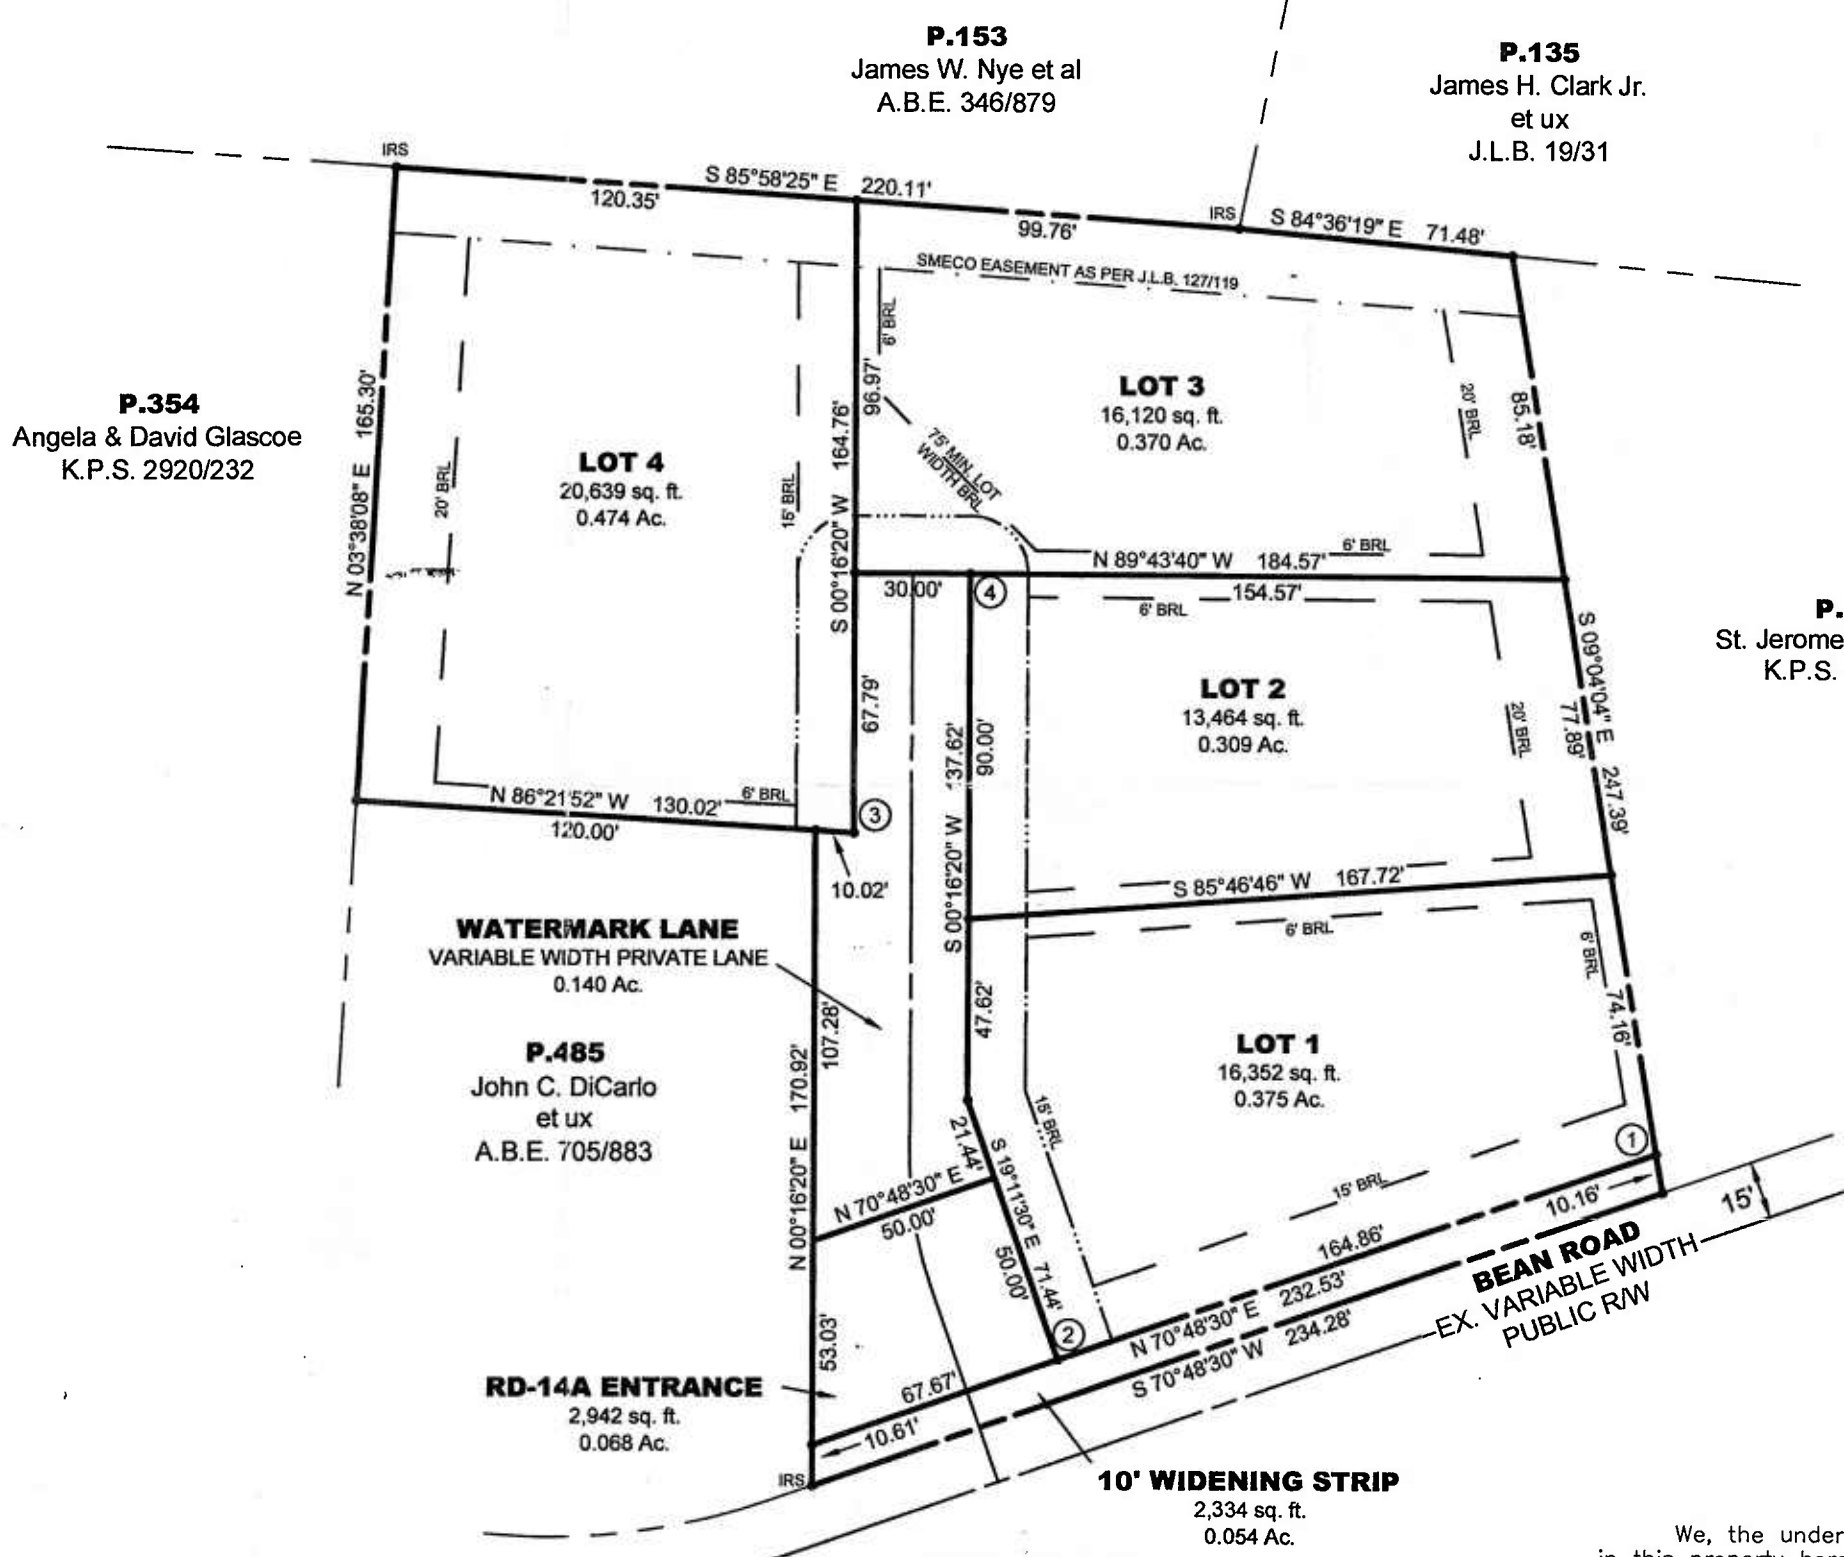 P.153
James W. Nye et al
A.B.E. 346/879
P.135
James H. Clark Jr.
et ux
J.L.B. 19/31
IRS
S 85°58'25" E 220.11'
120.35'
99.76'
IRS
S 84°36'19" E 71.48'
SMECO EASEMENT AS PER J.L.B. 127/119
P.354
Angela & David Glascoe
K.P.S. 2920/232
N 03°38'08" E 165.30'
20' BRL
LOT 4
20,639 sq. ft.
0.474 Ac.
15' BRL
S 00°16'20" W 164.76'
96.97'
6' BRL
75' MIN. LOT
WIDTH BRL
LOT 3
16,120 sq. ft.
0.370 Ac.
20' BRL
85.18'
6' BRL
N 89°43'40" W 184.57'
30.00'
4
154.57'
6' BRL
P.
St. Jerome
K.P.S.
S 09°04'04" E 247.39'
77.89'
LOT 2
13,464 sq. ft.
0.309 Ac.
20' BRL
67.79'
S 00°16'20" W 137.62'
90.00'
N 86°21'52" W 130.02'
6' BRL
120.00'
3
10.02'
S 85°46'46" W 167.72'
6' BRL
6' BRL
WATERMARK LANE
VARIABLE WIDTH PRIVATE LANE
0.140 Ac.
47.62'
74.16'
P.485
John C. DiCarlo
et ux
A.B.E. 705/883
N 00°16'20" E 170.92'
107.28'
LOT 1
16,352 sq. ft.
0.375 Ac.
15' BRL
21.44'
S 19°11'30" E 71.44'
50.00'
N 70°48'30" E
50.00'
1
15' BRL
10.16'
15'
164.86'
N 70°48'30" E 232.53'
S 70°48'30" W 234.28'
BEAN ROAD
EX. VARIABLE WIDTH
PUBLIC R/W
2
53.03'
RD-14A ENTRANCE
2,942 sq. ft.
0.068 Ac.
67.67'
10.61'
IRS
10' WIDENING STRIP
2,334 sq. ft.
0.054 Ac.
We, the under